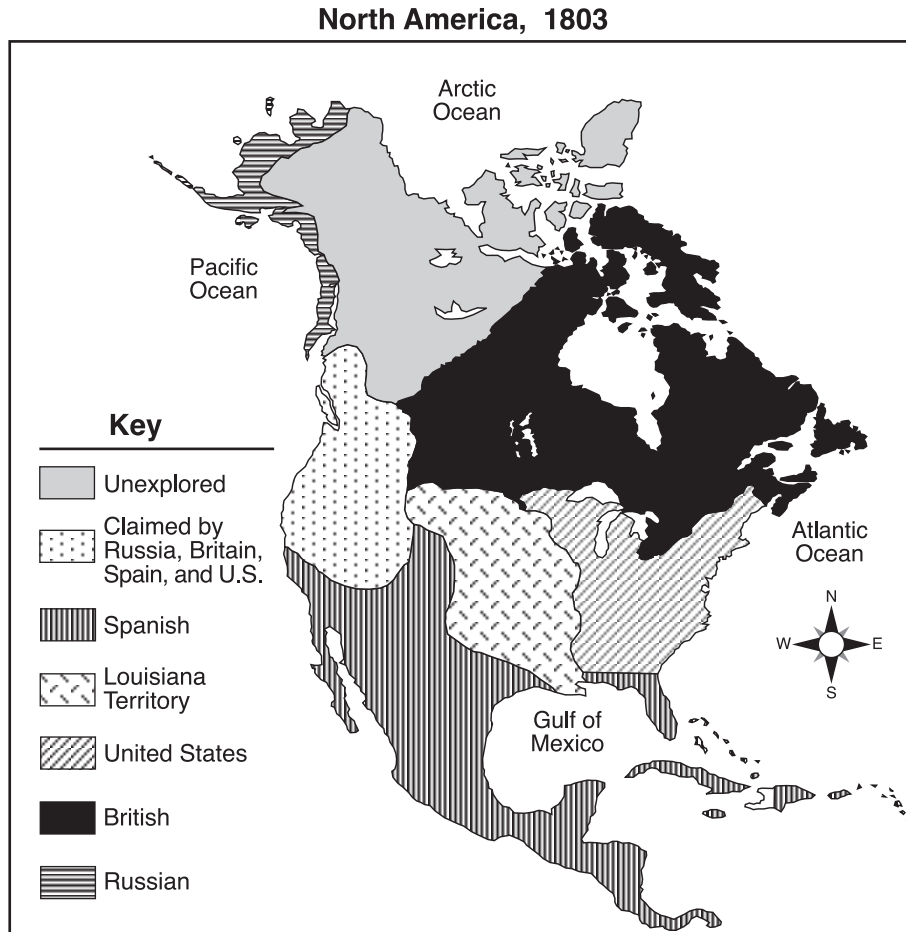 North America, 1803
Arctic
Ocean
Pacific
Ocean
Key
Unexplored
Claimed by
Russia, Britain,
Spain, and U.S.
Spanish
Louisiana
Territory
United States
British
Russian
Atlantic
Ocean
N
W
E
S
Gulf of
Mexico